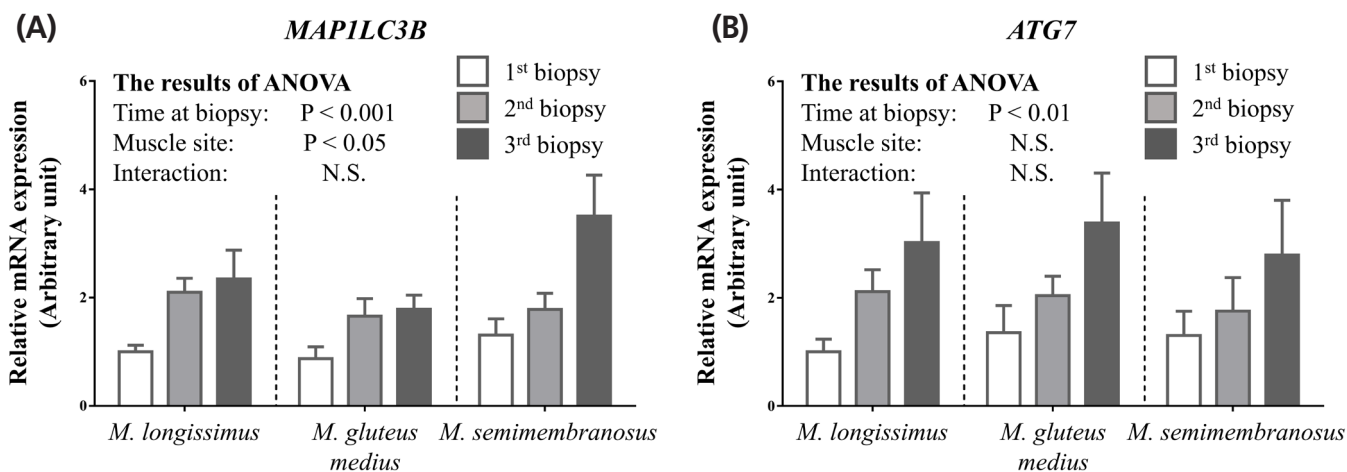 (A)
MAP1LC3B
The results of ANOVA
Time at biopsy: P < 0.001
Muscle site: P < 0.05
Interaction: N.S.
1st biopsy
2nd biopsy
3rd biopsy
Relative mRNA expression
(Arbitrary unit)
6
4
2
0
M. longissimus
M. gluteus
medius
M. semimembranosus
(B)
ATG7
The results of ANOVA
Time at biopsy: P < 0.01
Muscle site: N.S.
Interaction: N.S.
1st biopsy
2nd biopsy
3rd biopsy
Relative mRNA expression
(Arbitrary unit)
6
4
2
0
M. longissimus
M. gluteus
medius
M. semimembranosus